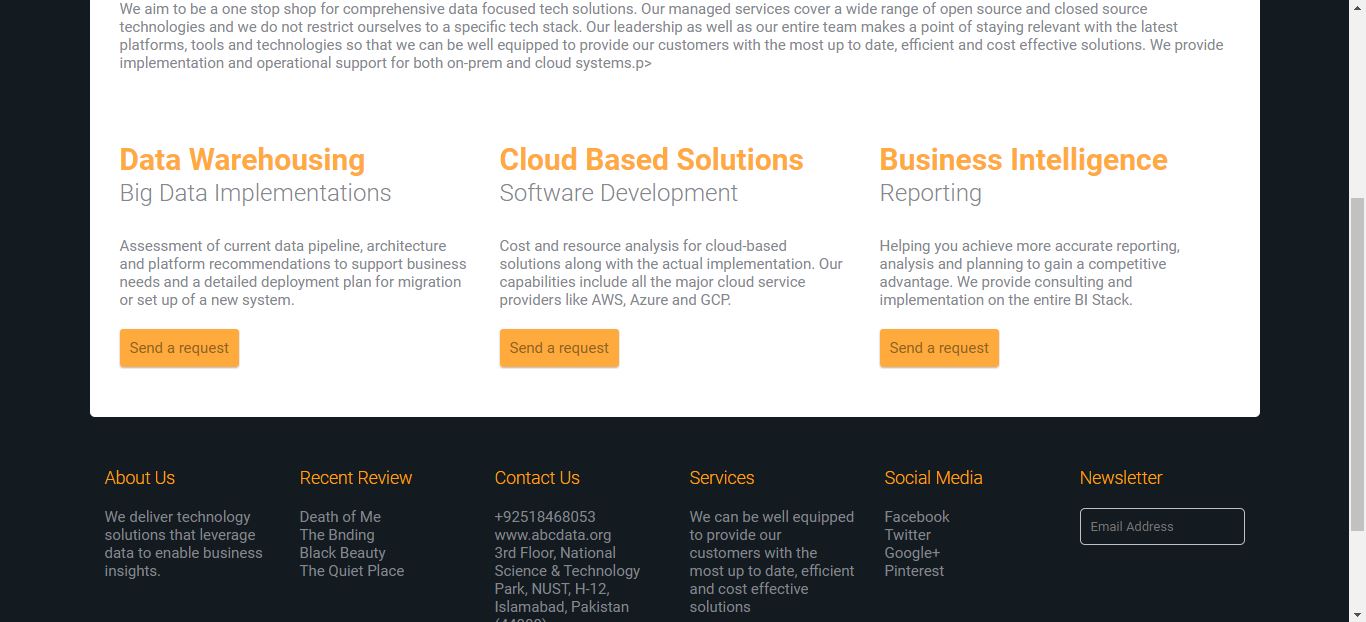 We aim to be a one stop shop for comprehensive data focused tech solutions. Our managed services cover a wide range of open source and closed source
technologies and we do not restrict ourselves to a specific tech stack. Our leadership as well as our entire team makes a point of staying relevant with the latest
platforms, tools and technologies so that we can be well equipped to provide our customers with the most up to date, efficient and cost effective solutions. We provide
implementation and operational support for both on-prem and cloud systems.p>
Data Warehousing
Big Data Implementations
Assessment of current data pipeline, architecture
and platform recommendations to support business
needs and a detailed deployment plan for migration
or set up of a new system.
Send a request
Cloud Based Solutions
Software Development
Cost and resource analysis for cloud-based
solutions along with the actual implementation. Our
capabilities include all the major cloud service
providers like AWS, Azure and GCP.
Send a request
Business Intelligence
Reporting
Helping you achieve more accurate reporting,
analysis and planning to gain a competitive
advantage. We provide consulting and
implementation on the entire BI Stack.
Send a request
About Us
We deliver technology
solutions that leverage
data to enable business
insights.
Recent Review
Death of Me
The Bnding
Black Beauty
The Quiet Place
Contact Us
+92518468053
www.abcdata.org
3rd Floor, National
Science & Technology
Park, NUST, H-12,
Islamabad, Pakistan
Services
We can be well equipped
to provide our
customers with the
most up to date, efficient
and cost effective
solutions
Social Media
Facebook
Twitter
Google+
Pinterest
Newsletter
Email Address